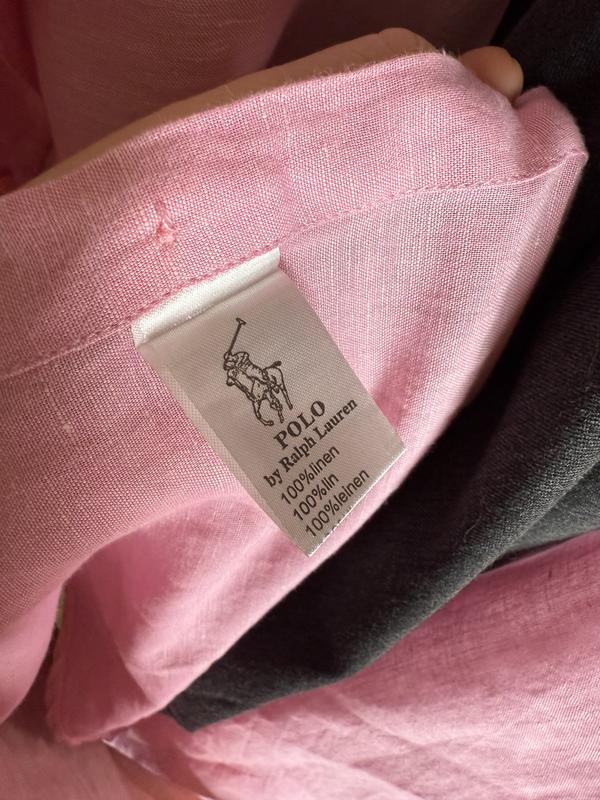 POLO
by Ralph Lauren
100%linen
100%lin
100%leinen